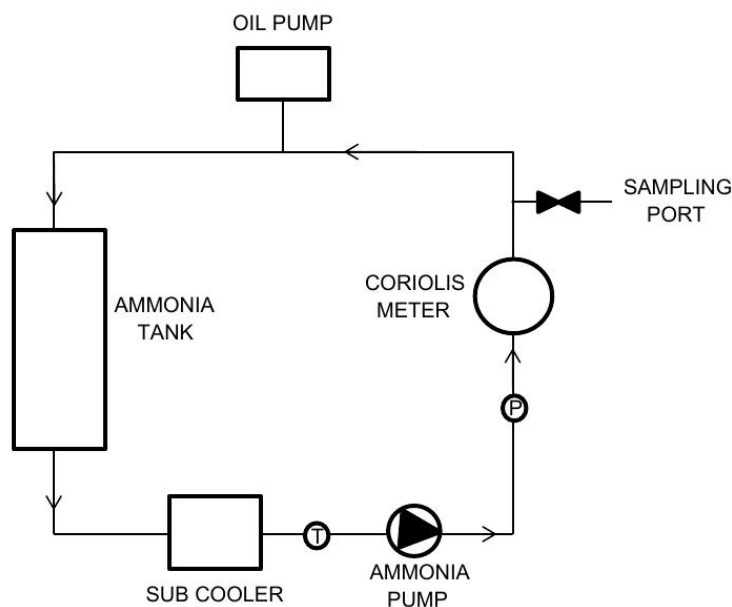 OIL PUMP
SAMPLING
PORT
CORIOLIS
METER
AMMONIA
TANK
P
T
SUB COOLER
AMMONIA
PUMP